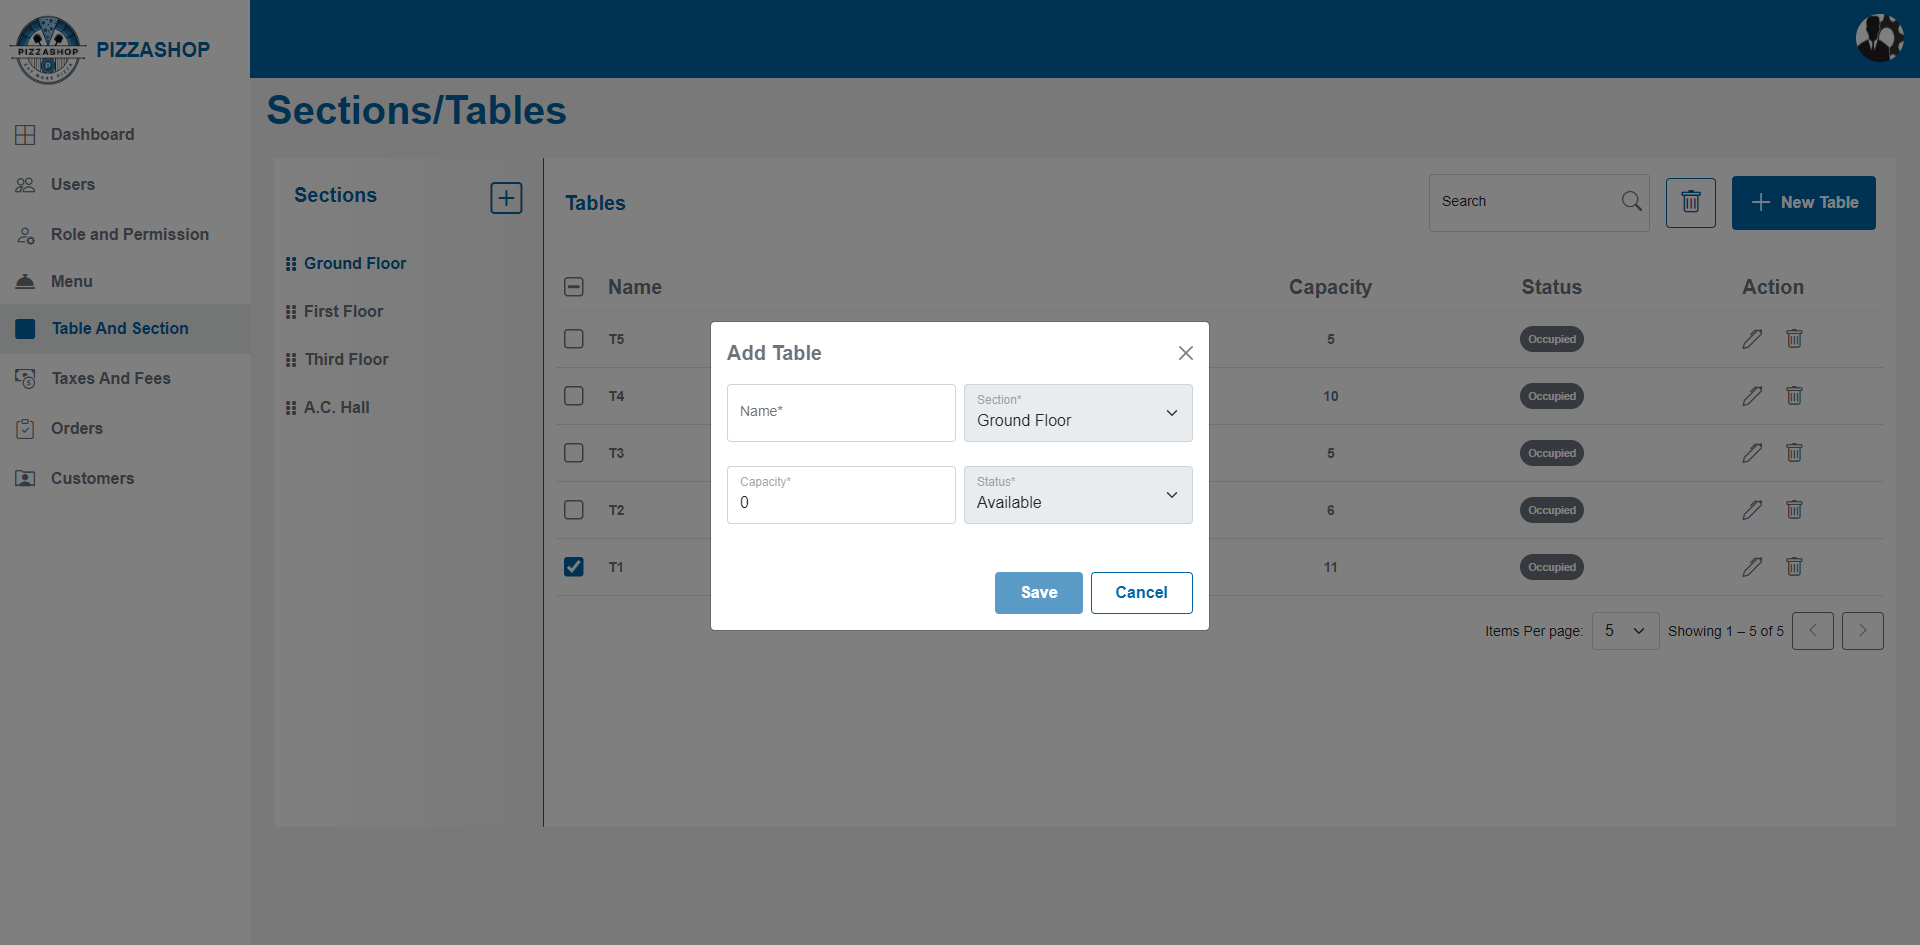 PIZZASHOP
PIZZASHOP
Dashboard
Users
Role and Permission
Menu
Table And Section
Taxes And Fees
Orders
Customers
Sections/Tables
Sections
Ground Floor
First Floor
Third Floor
A.C. Hall
Tables
Search
New Table
Name Capacity Status Action
T5 5 Occupied
T4 10 Occupied
T3 5 Occupied
T2 6 Occupied
T1 11 Occupied
Items Per page: 5 Showing 1 – 5 of 5
Add Table
Name*
Section*
Ground Floor
Capacity*
0
Status*
Available
Save Cancel